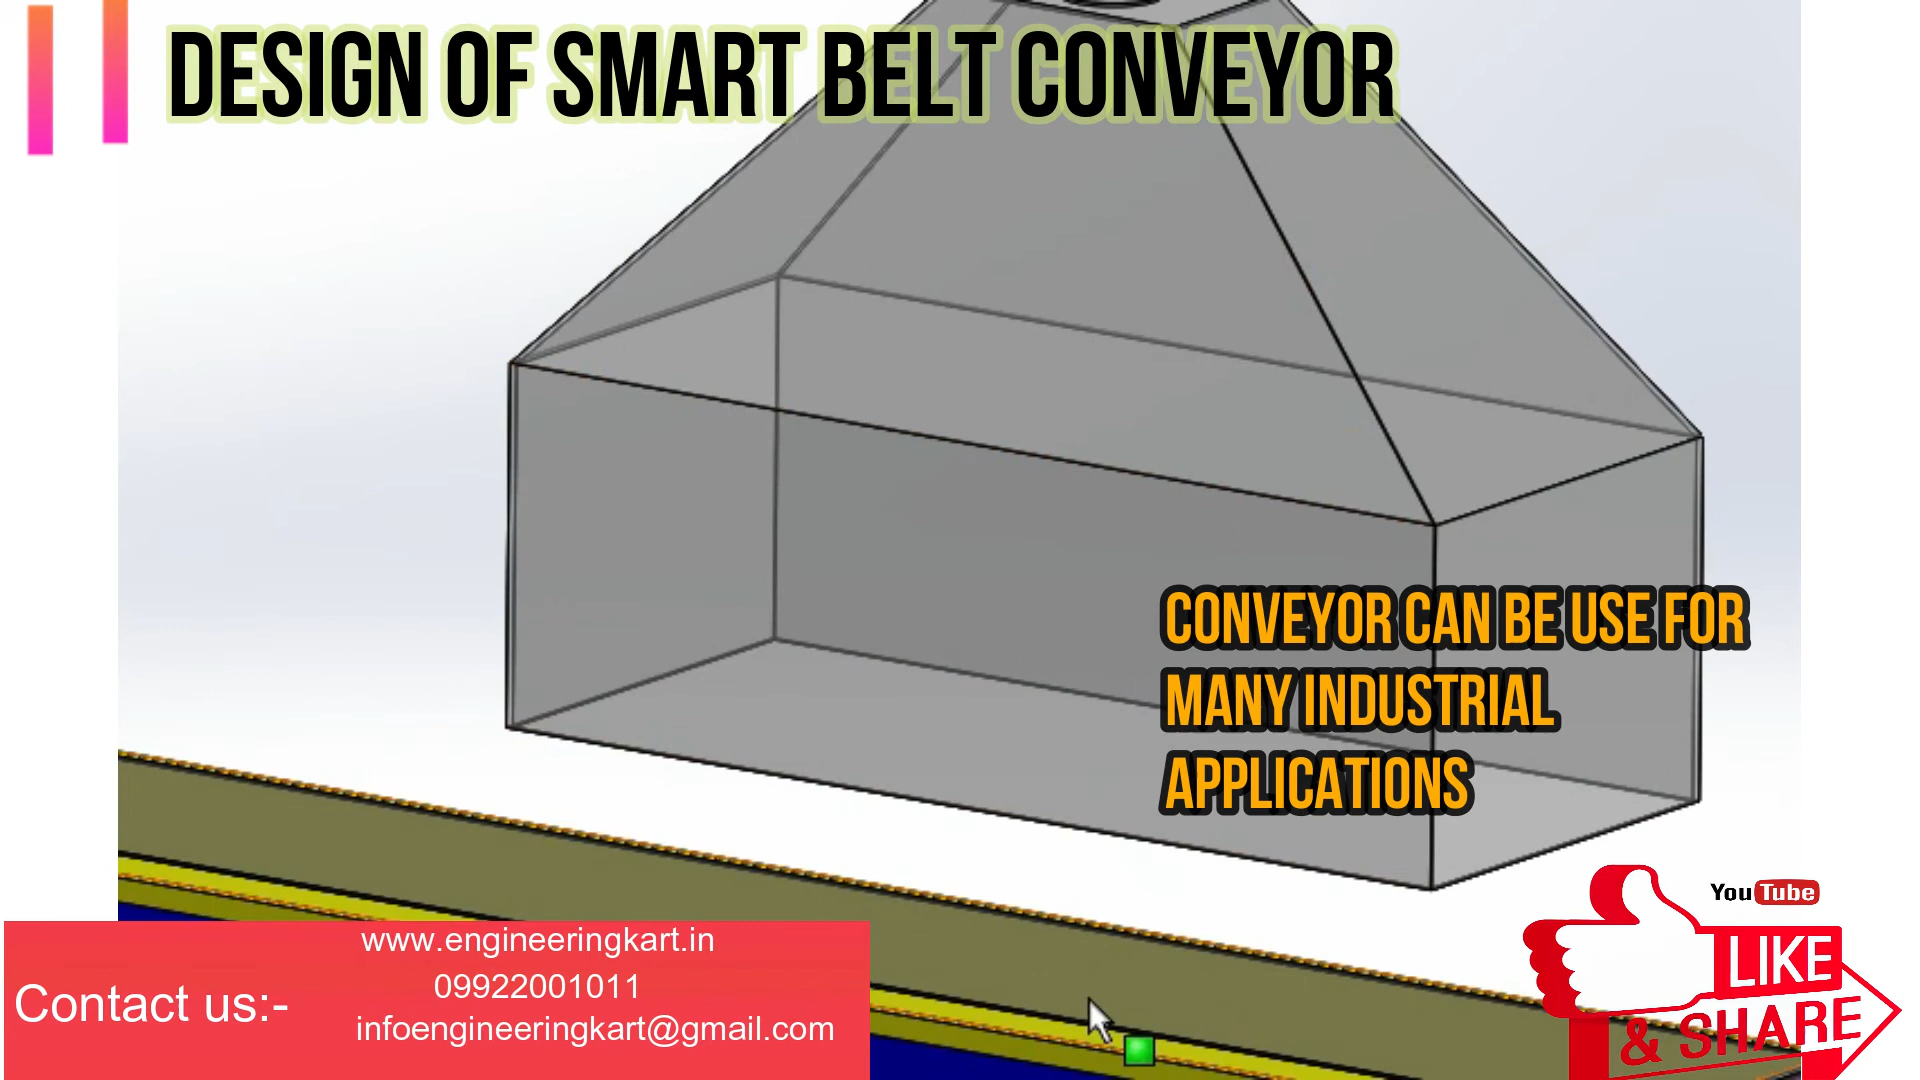 DESIGN OF SMART BELT CONVEYOR
CONVEYOR CAN BE USE FOR
MANY INDUSTRIAL
APPLICATIONS
Contact us:-
www.engineeringkart.in
09922001011
infoengineeringkart@gmail.com
YouTube
LIKE
& SHARE